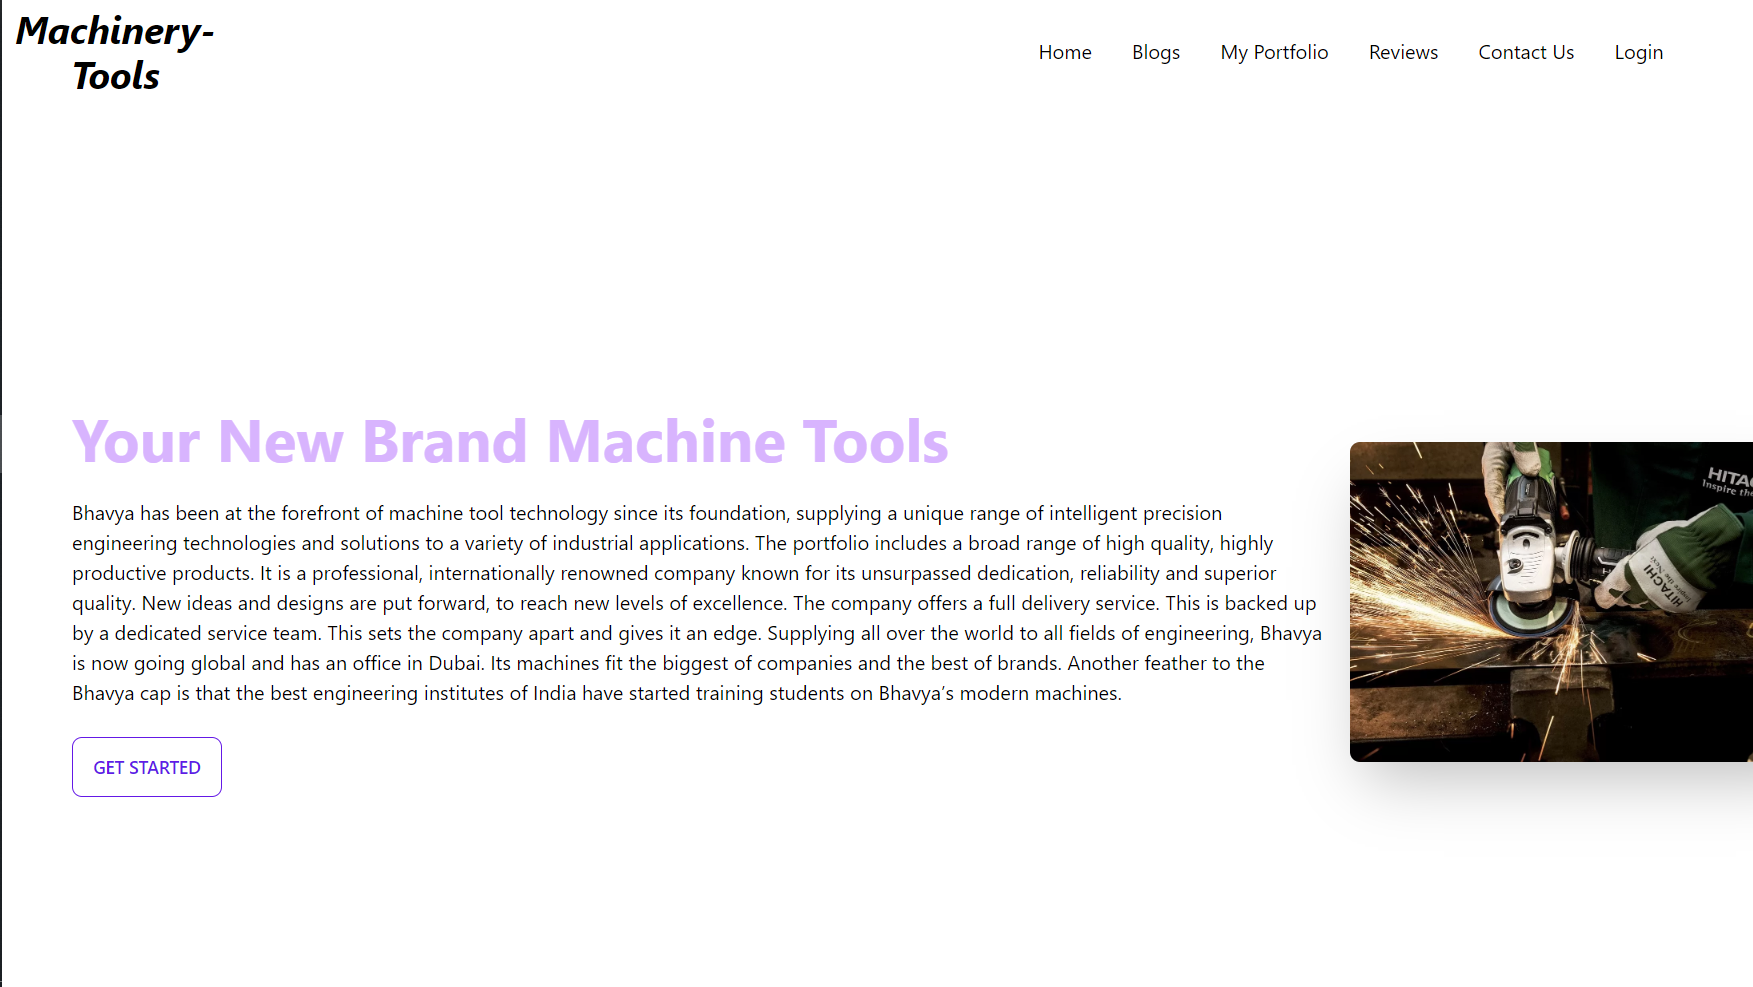 Machinery-
Tools
Home Blogs My Portfolio Reviews Contact Us Login
Your New Brand Machine Tools
Bhavya has been at the forefront of machine tool technology since its foundation, supplying a unique range of intelligent precision
engineering technologies and solutions to a variety of industrial applications. The portfolio includes a broad range of high quality, highly
productive products. It is a professional, internationally renowned company known for its unsurpassed dedication, reliability and superior
quality. New ideas and designs are put forward, to reach new levels of excellence. The company offers a full delivery service. This is backed up
by a dedicated service team. This sets the company apart and gives it an edge. Supplying all over the world to all fields of engineering, Bhavya
is now going global and has an office in Dubai. Its machines fit the biggest of companies and the best of brands. Another feather to the
Bhavya cap is that the best engineering institutes of India have started training students on Bhavya’s modern machines.
GET STARTED
HITA
Inspire the
HITACHI